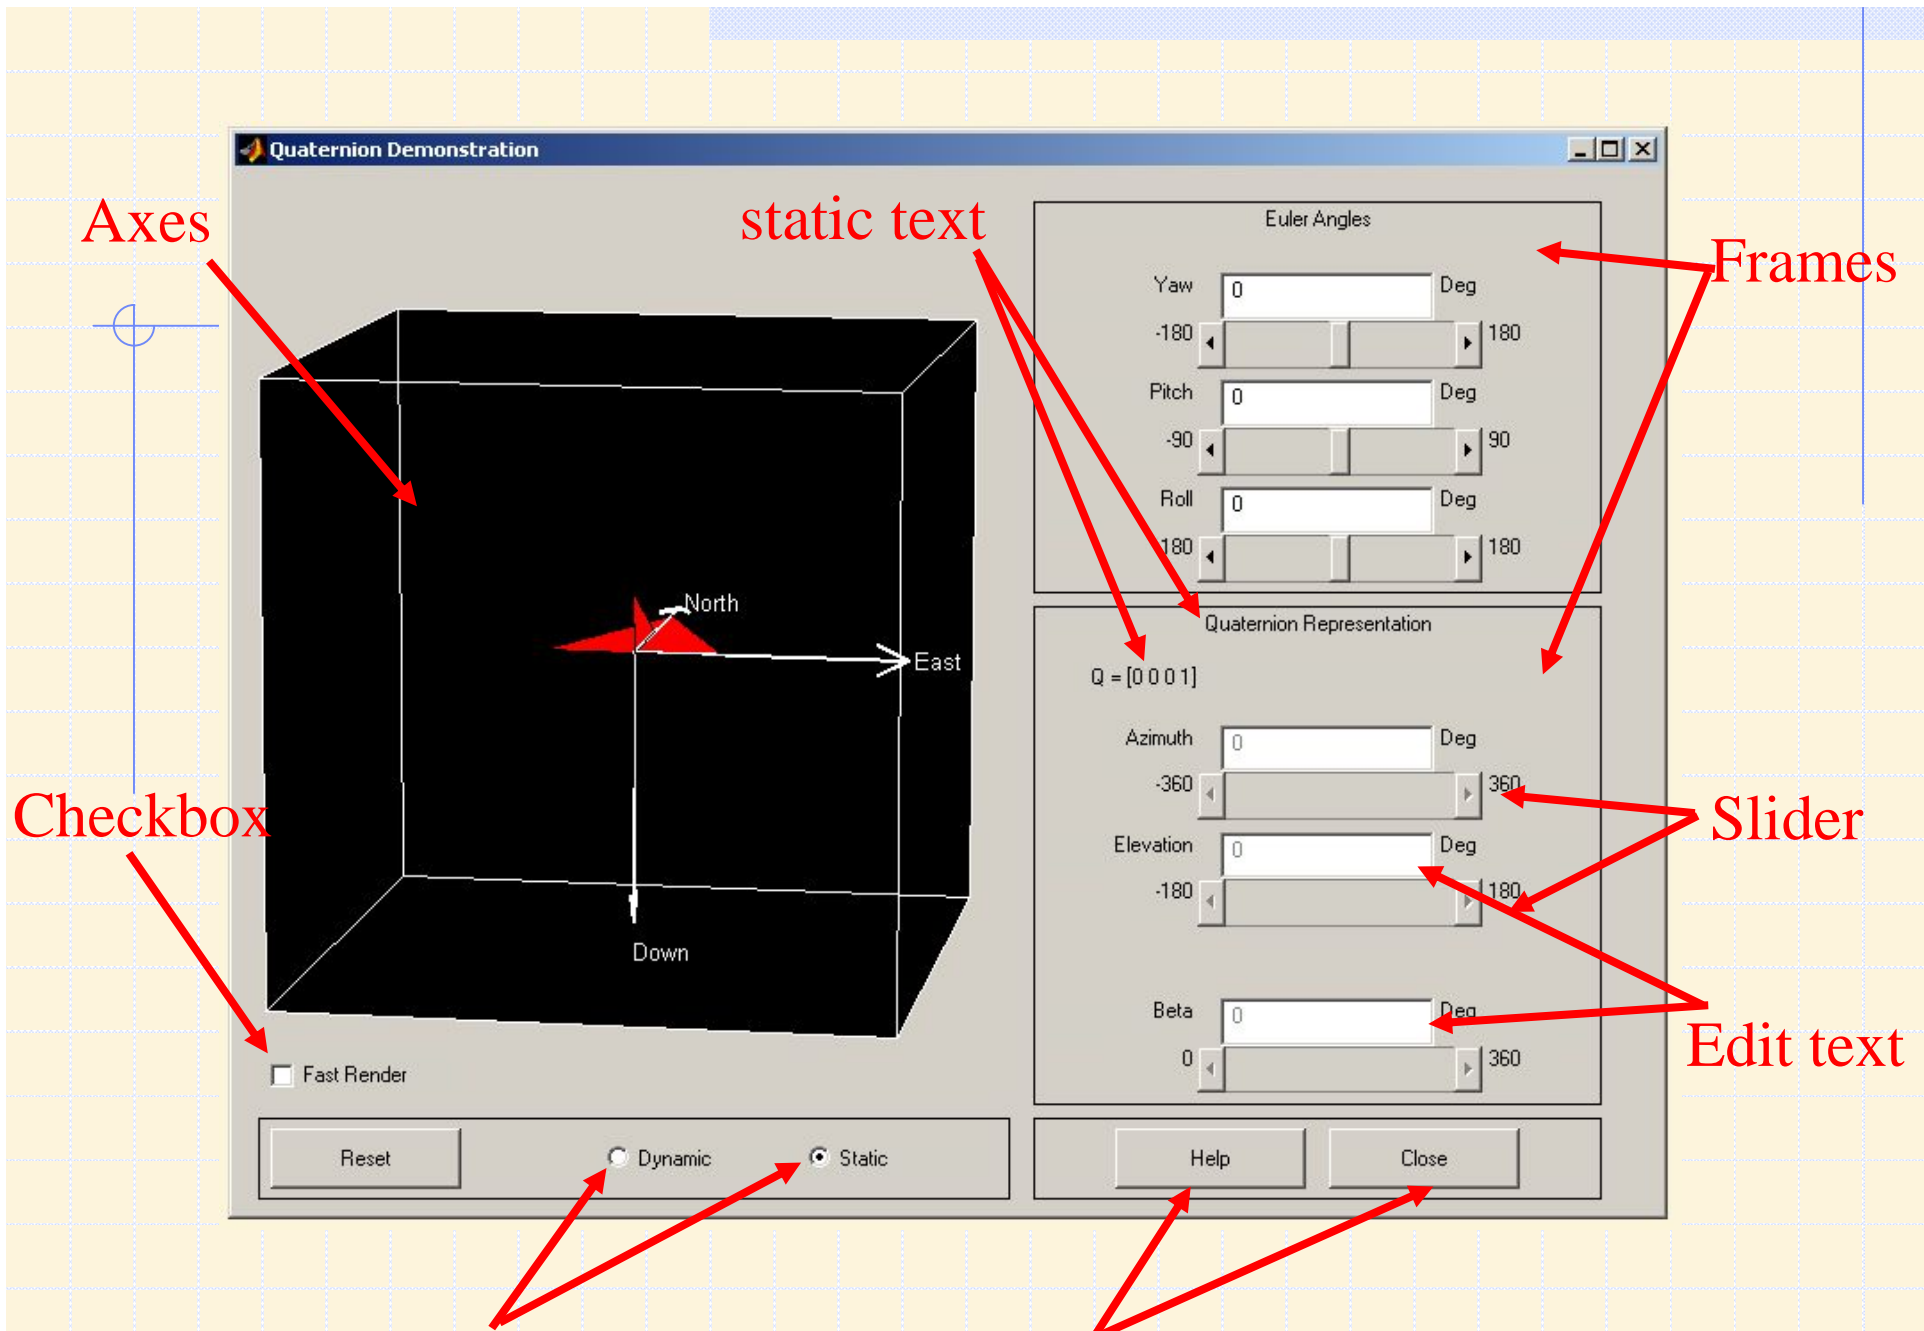 Quaternion Demonstration
Axes
static text
Frames
Euler Angles
Yaw 0 Deg
-180 180
Pitch 0 Deg
-90 90
Roll 0 Deg
180 180
North
East
Down
Quaternion Representation
Q = [0 0 0 1]
Azimuth 0 Deg
-360 360
Checkbox
Slider
Elevation 0 Deg
-180 180
Beta 0 Deg
0 360
Edit text
Fast Render
Reset Dynamic Static Help Close